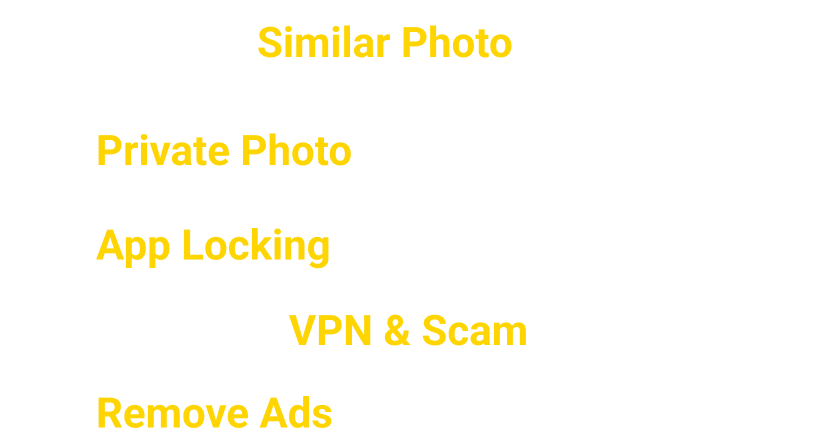 Similar Photo
Private Photo
App Locking
VPN & Scam
Remove Ads